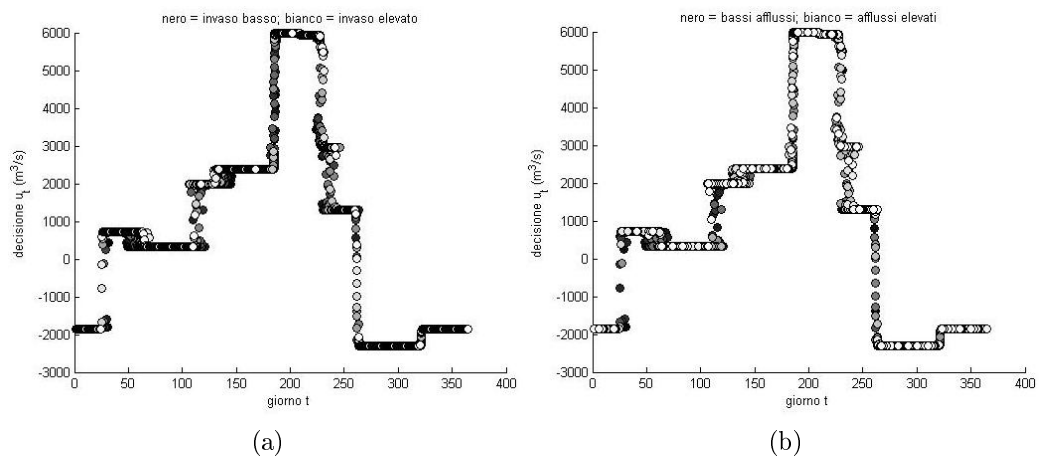 nero = invaso basso; bianco = invaso elevato
6000
5000
4000
3000
2000
1000
0
-1000
-2000
-3000
decisione u_t (m^3/s)
0 50 100 150 200 250 300 350 400
giorno t
(a)
nero = bassi afflussi; bianco = afflussi elevati
6000
5000
4000
3000
2000
1000
0
-1000
-2000
-3000
decisione u_t (m^3/s)
0 50 100 150 200 250 300 350 400
giorno t
(b)